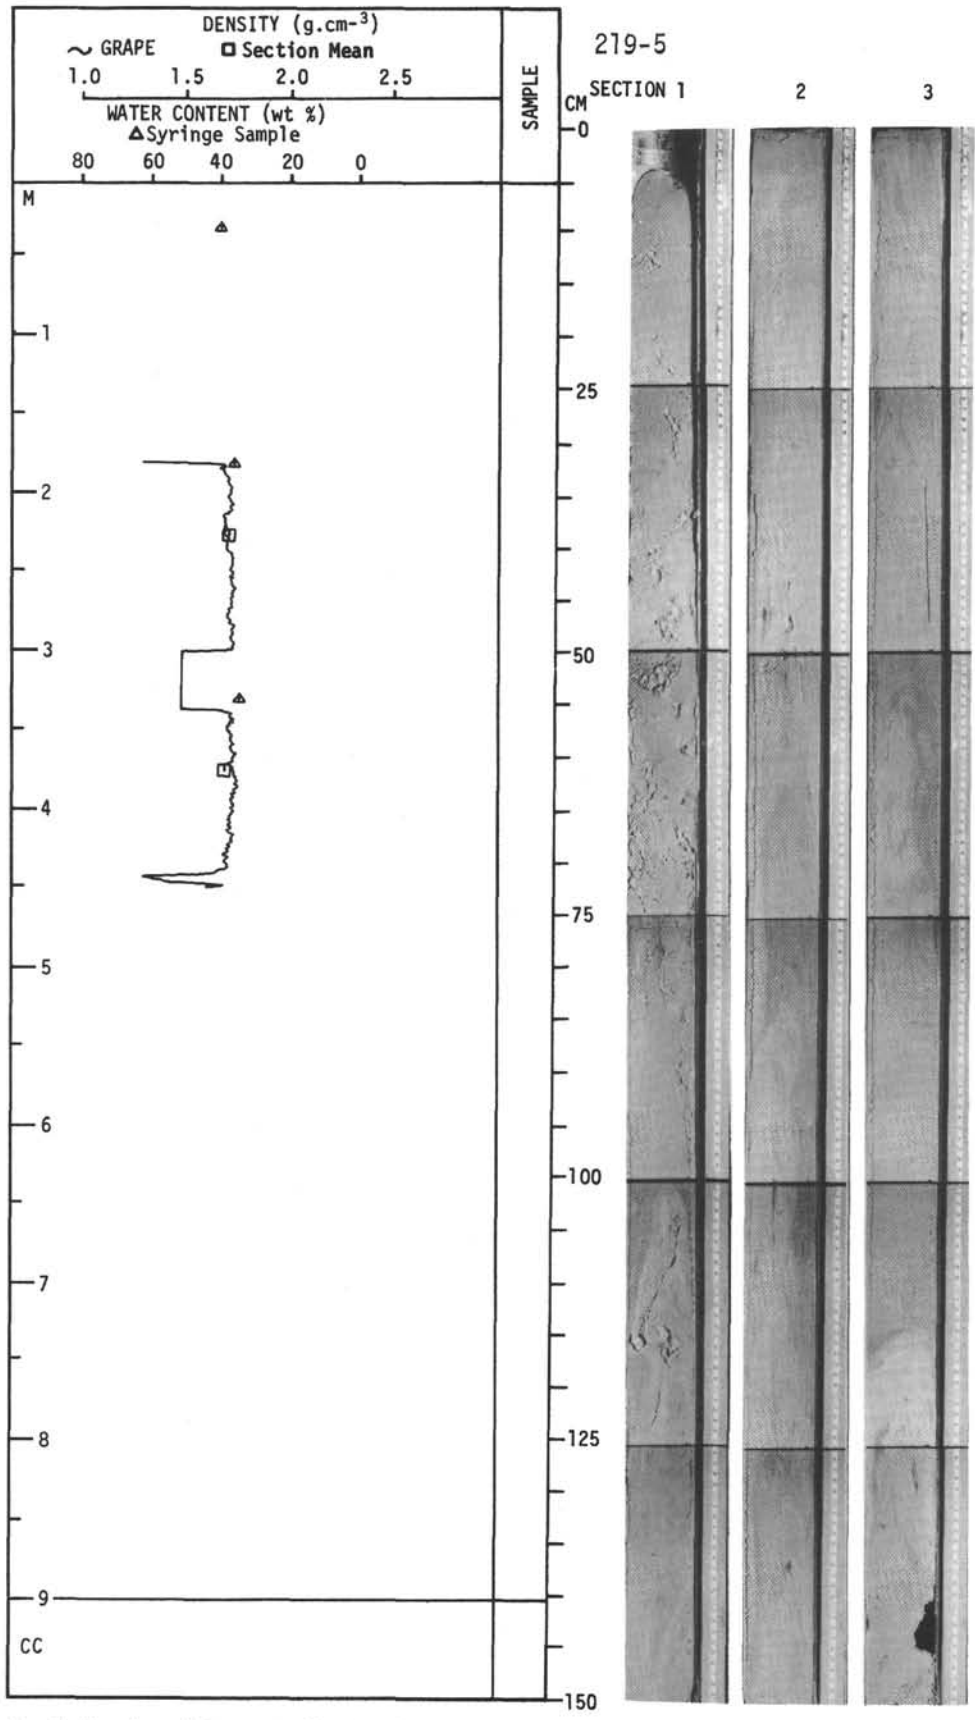 DENSITY (g.cm-3)
~ GRAPE □ Section Mean
1.0 1.5 2.0 2.5
WATER CONTENT (wt %)
△Syringe Sample
80 60 40 20 0
SAMPLE
219-5
SECTION 1 2 3
CM
0
25
50
75
100
125
150
M
1
2
3
4
5
6
7
8
9
CC